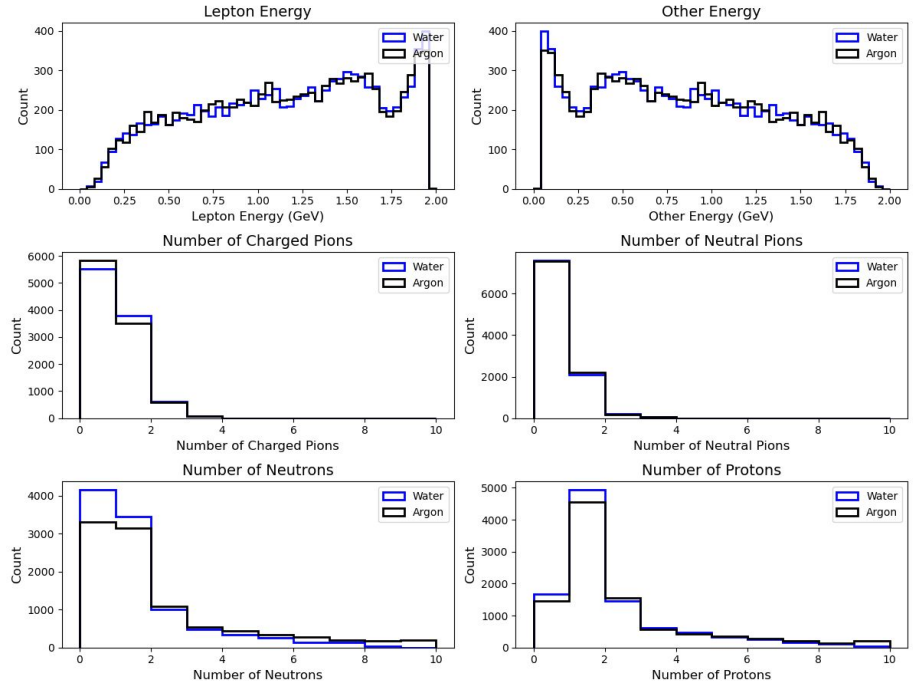 Lepton Energy
Water
Argon
400
300
200
100
0
Count
0.00 0.25 0.50 0.75 1.00 1.25 1.50 1.75 2.00
Lepton Energy (GeV)
Other Energy
Water
Argon
400
300
200
100
0
Count
0.00 0.25 0.50 0.75 1.00 1.25 1.50 1.75 2.00
Other Energy (GeV)
Number of Charged Pions
Water
Argon
6000
5000
4000
3000
2000
1000
0
Count
0 2 4 6 8 10
Number of Charged Pions
Number of Neutral Pions
Water
Argon
6000
4000
2000
0
Count
0 2 4 6 8 10
Number of Neutral Pions
Number of Neutrons
Water
Argon
4000
3000
2000
1000
0
Count
0 2 4 6 8 10
Number of Neutrons
Number of Protons
Water
Argon
5000
4000
3000
2000
1000
0
Count
0 2 4 6 8 10
Number of Protons